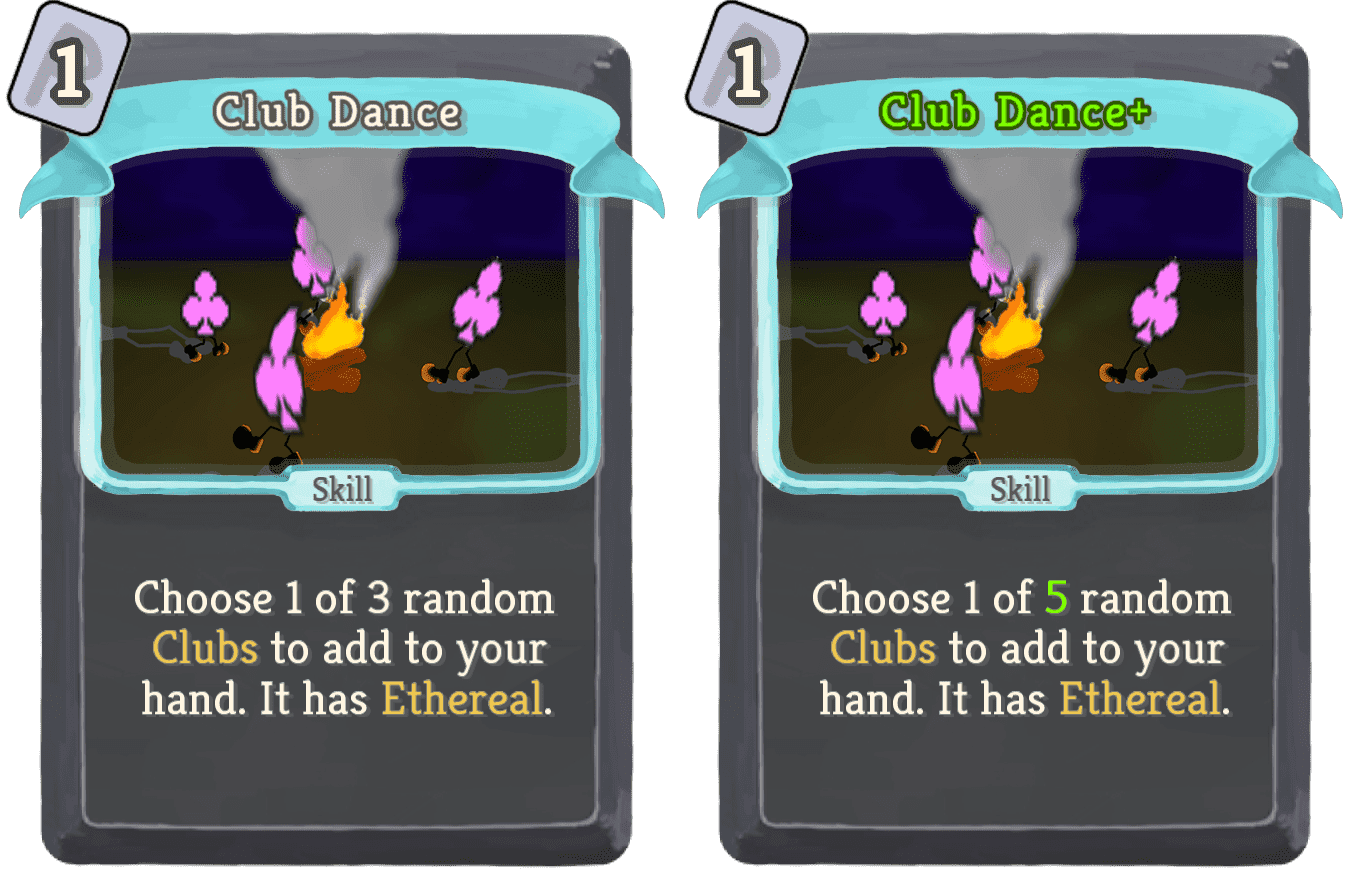 1
Club Dance
Skill
Choose 1 of 3 random
Clubs to add to your
hand. It has Ethereal.
1
Club Dance+
Skill
Choose 1 of 5 random
Clubs to add to your
hand. It has Ethereal.